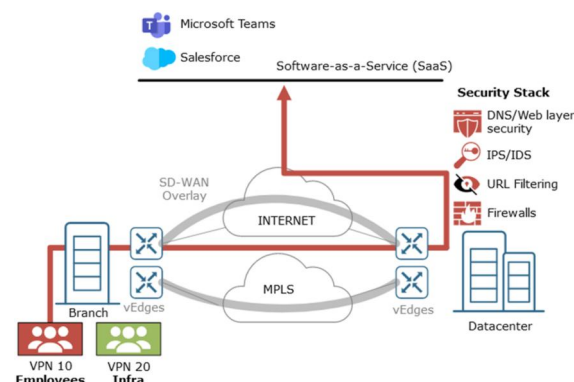 Microsoft Teams
Salesforce
Software-as-a-Service (SaaS)
Security Stack
DNS/Web layer
security
IPS/IDS
URL Filtering
Firewalls
SD-WAN
Overlay
INTERNET
MPLS
Branch
vEdges
vEdges
Datacenter
VPN 10
Employees
VPN 20
Infra